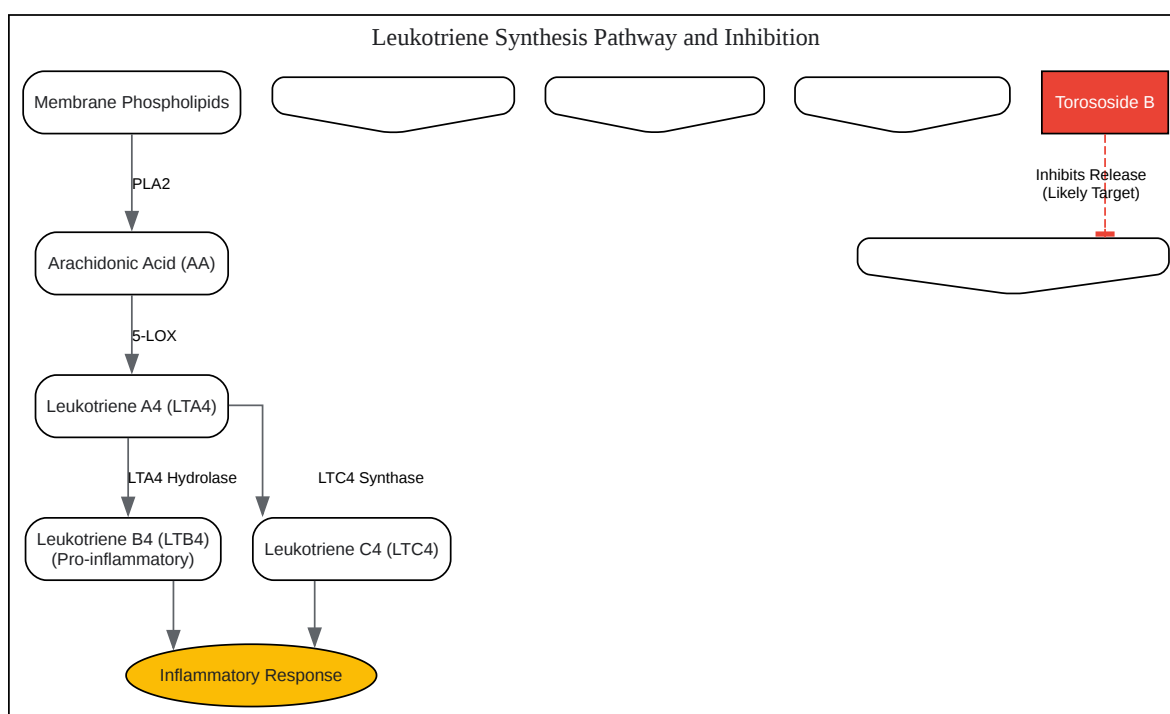 Leukotriene Synthesis Pathway and Inhibition
Membrane Phospholipids
Torososide B
PLA2
Inhibits Release
(Likely Target)
Arachidonic Acid (AA)
5-LOX
Leukotriene A4 (LTA4)
LTA4 Hydrolase
LTC4 Synthase
Leukotriene B4 (LTB4)
(Pro-inflammatory)
Leukotriene C4 (LTC4)
Inflammatory Response